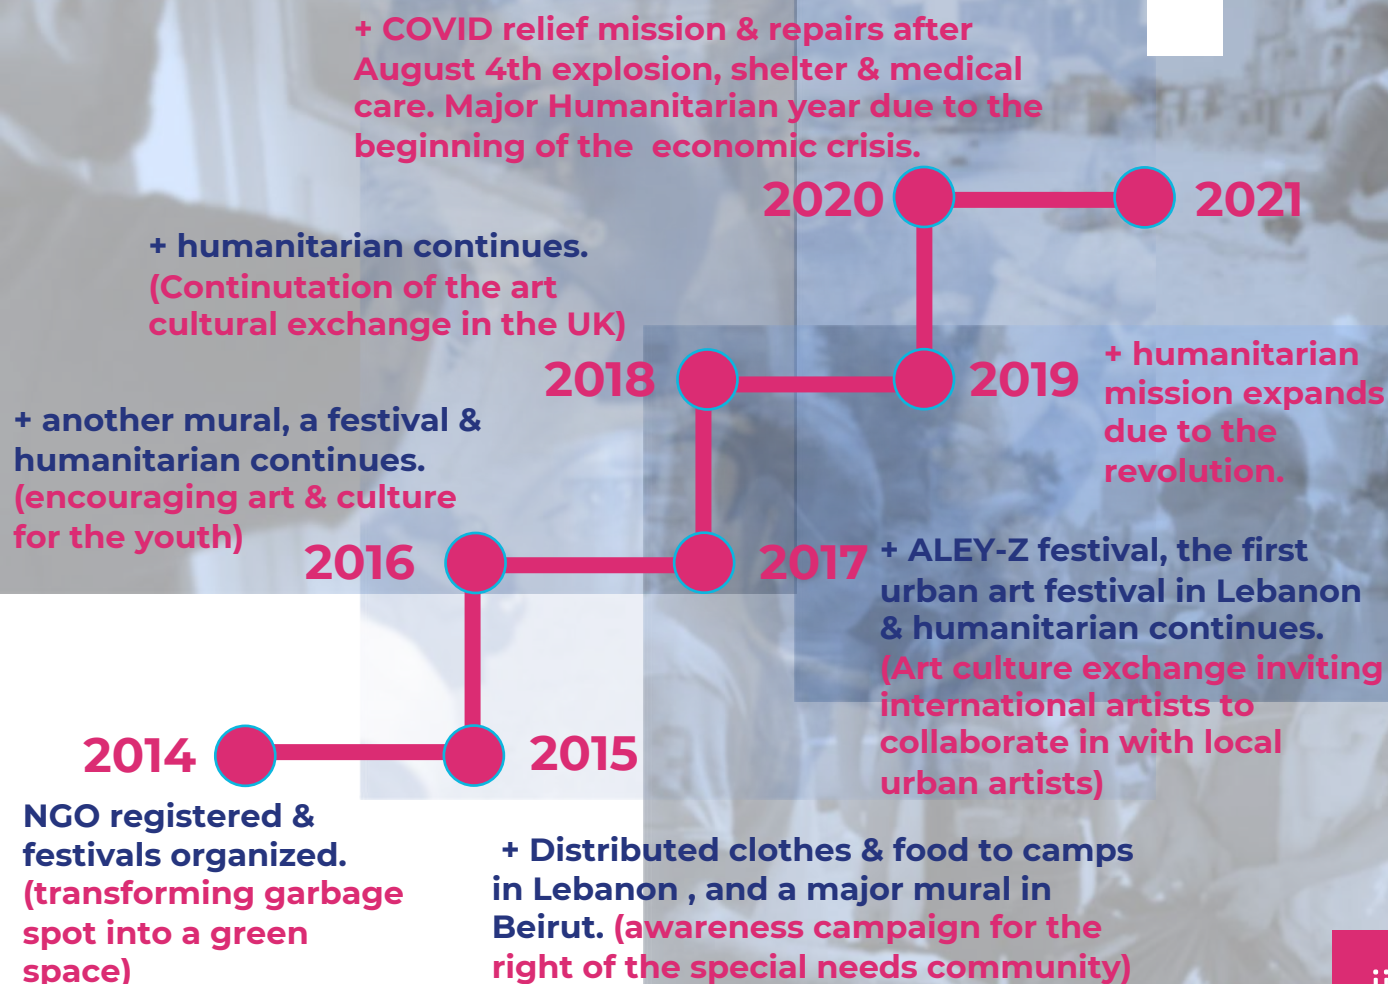 + COVID relief mission & repairs after
August 4th explosion, shelter & medical
care. Major Humanitarian year due to the
beginning of the  economic crisis.
2020
2021
+ humanitarian continues.
(Continutation of the art
cultural exchange in the UK)
2018
2019
+ humanitarian
mission expands
due to the
revolution.
+ another mural, a festival &
humanitarian continues.
(encouraging art & culture
for the youth)
2016
2017
+ ALEY-Z festival, the first
urban art festival in Lebanon
& humanitarian continues.
(Art culture exchange inviting
international artists to
collaborate in with local
urban artists)
2014
2015
NGO registered &
festivals organized.
(transforming garbage
spot into a green
space)
+ Distributed clothes & food to camps
in Lebanon , and a major mural in
Beirut. (awareness campaign for the
right of the special needs community)